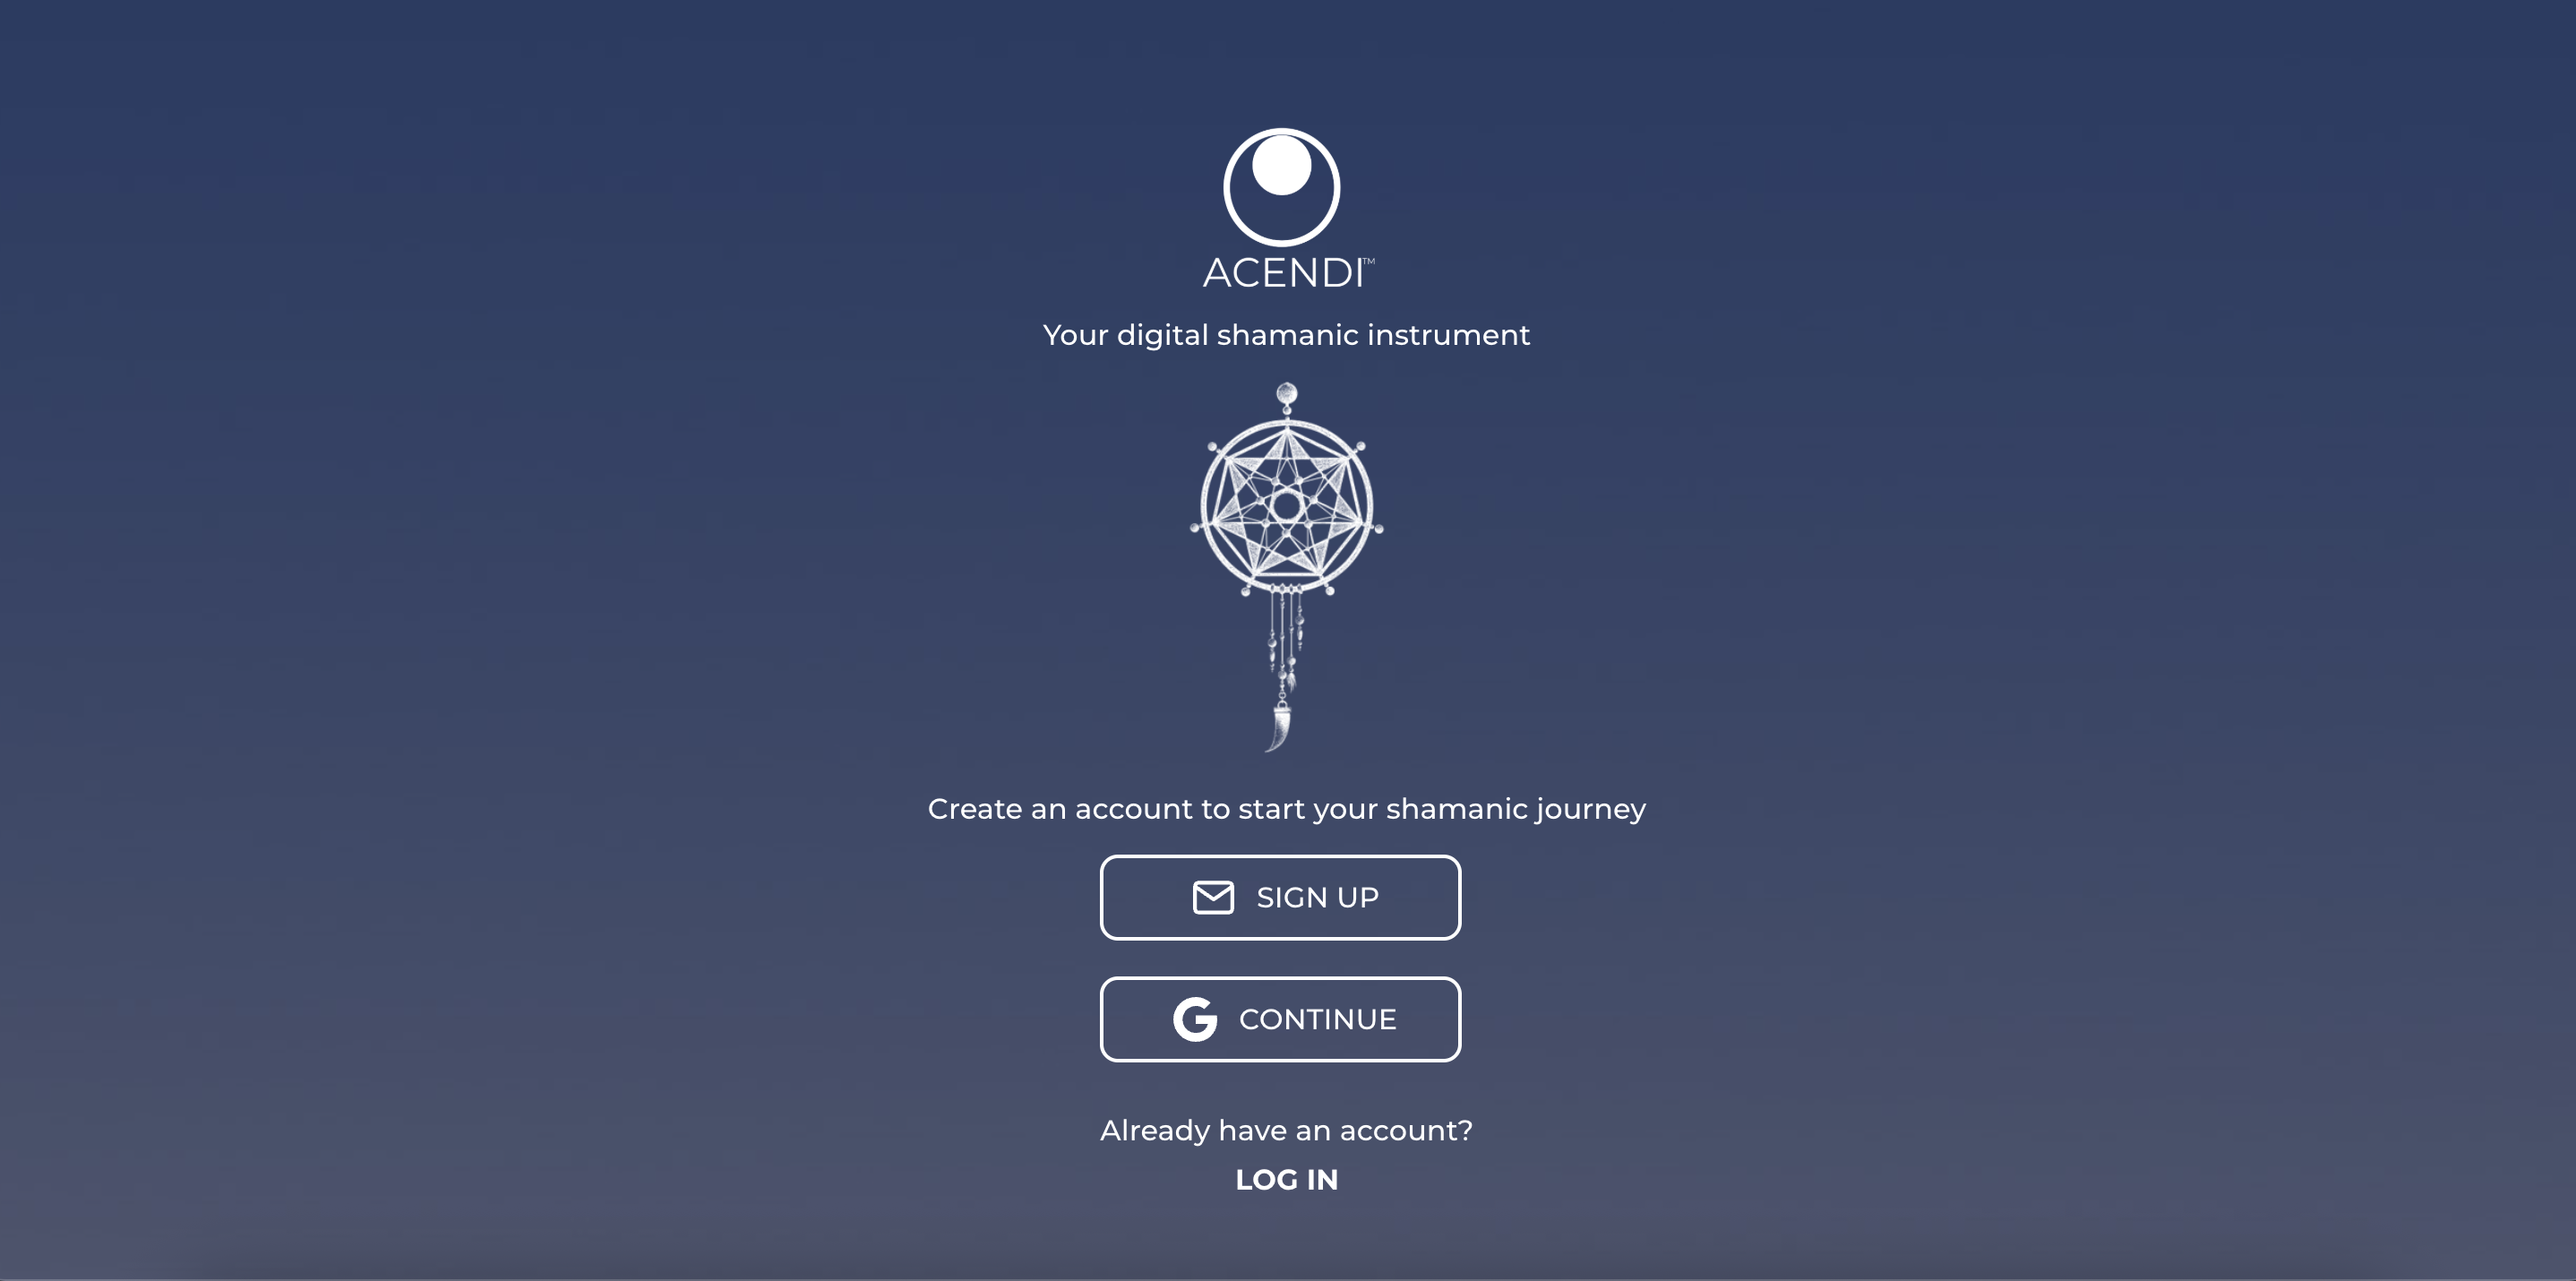 ACENDI™
Your digital shamanic instrument
Create an account to start your shamanic journey
SIGN UP
CONTINUE
Already have an account?
LOG IN